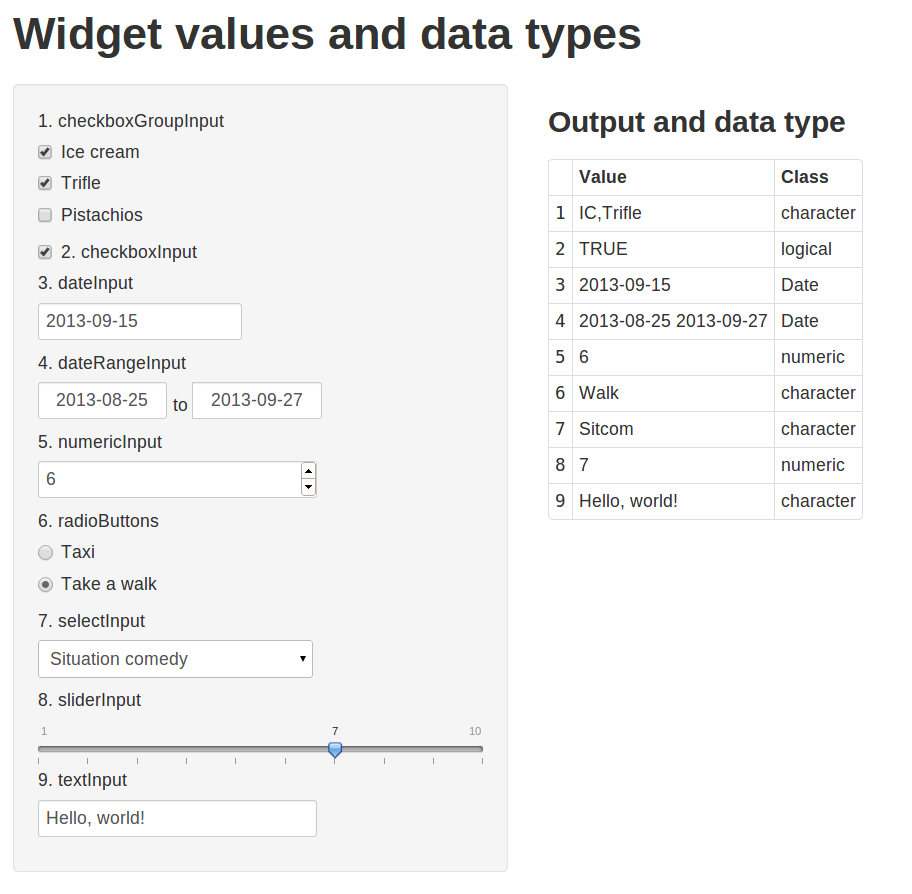 Widget values and data types
1. checkboxGroupInput
Ice cream
Trifle
Pistachios
2. checkboxInput
3. dateInput
2013-09-15
4. dateRangeInput
2013-08-25 to 2013-09-27
5. numericInput
6
6. radioButtons
Taxi
Take a walk
7. selectInput
Situation comedy
8. sliderInput
1 7 10
9. textInput
Hello, world!
Output and data type
Value Class
1 IC,Trifle character
2 TRUE logical
3 2013-09-15 Date
4 2013-08-25 2013-09-27 Date
5 6 numeric
6 Walk character
7 Sitcom character
8 7 numeric
9 Hello, world! character